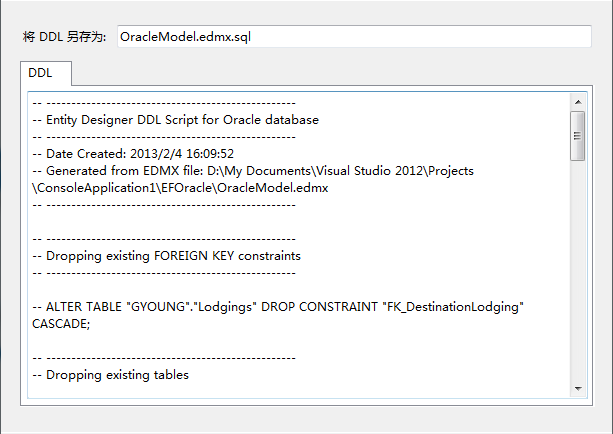 将 DDL 另存为: OracleModel.edmx.sql
DDL
-- --------------------------------------------------
-- Entity Designer DDL Script for Oracle database
-- --------------------------------------------------
-- Date Created: 2013/2/4 16:09:52
-- Generated from EDMX file: D:\My Documents\Visual Studio 2012\Projects
\ConsoleApplication1\EFOracle\OracleModel.edmx
-- --------------------------------------------------
-- --------------------------------------------------
-- Dropping existing FOREIGN KEY constraints
-- --------------------------------------------------
-- ALTER TABLE "GYOUNG"."Lodgings" DROP CONSTRAINT "FK_DestinationLodging"
CASCADE;
-- --------------------------------------------------
-- Dropping existing tables